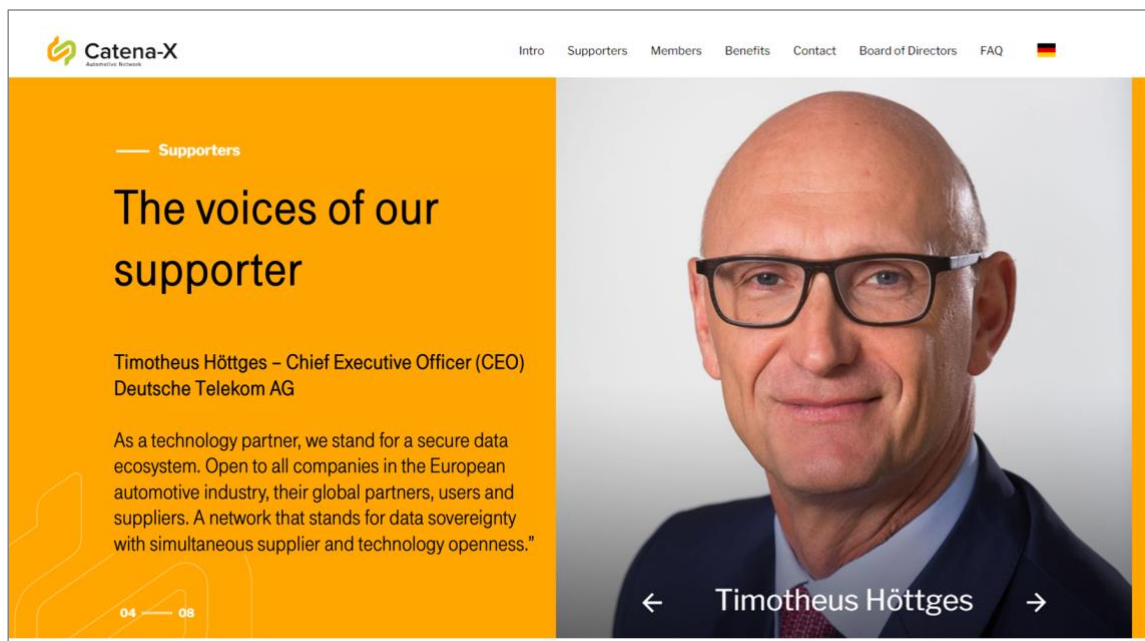 Catena-X
Automotive Network
Intro Supporters Members Benefits Contact Board of Directors FAQ
Supporters
The voices of our
supporter
Timotheus Höttges – Chief Executive Officer (CEO)
Deutsche Telekom AG
As a technology partner, we stand for a secure data
ecosystem. Open to all companies in the European
automotive industry, their global partners, users and
suppliers. A network that stands for data sovereignty
with simultaneous supplier and technology openness.”
04 — 08
← Timotheus Höttges →